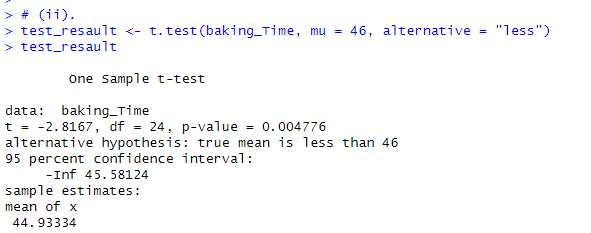 >
> # (ii).
> test_resault <- t.test(baking_Time, mu = 46, alternative = "less")
> test_resault
One Sample t-test
data:  baking_Time
t = -2.8167, df = 24, p-value = 0.004776
alternative hypothesis: true mean is less than 46
95 percent confidence interval:
-Inf 45.58124
sample estimates:
mean of x
44.93334